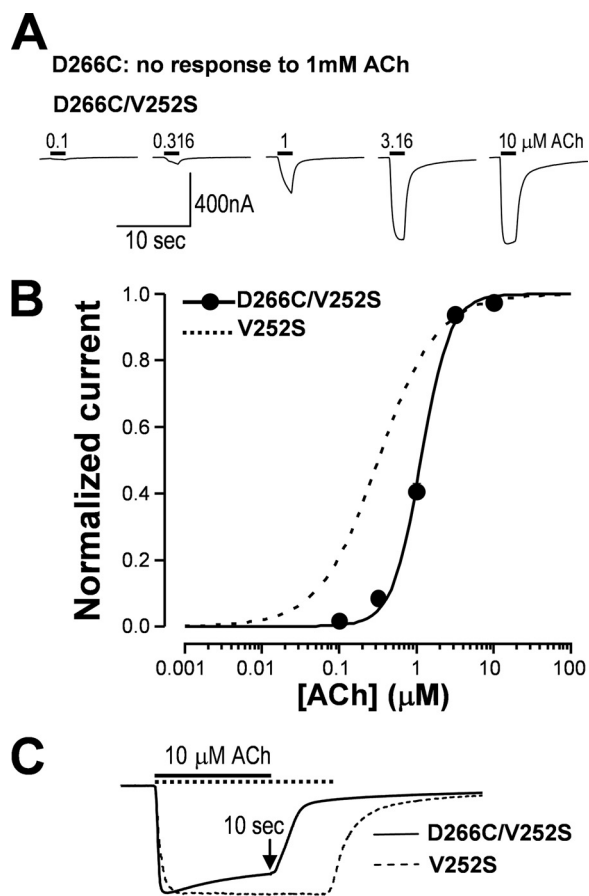 A
D266C: no response to 1mM ACh
D266C/V252S
0.1 0.316 1 3.16 10 μM ACh
400nA
10 sec
B
D266C/V252S
V252S
Normalized current
1.0
0.8
0.6
0.4
0.2
0.0
0.001 0.01 0.1 1 10 100
[ACh] (μM)
C
10 μM ACh
10 sec
D266C/V252S
V252S